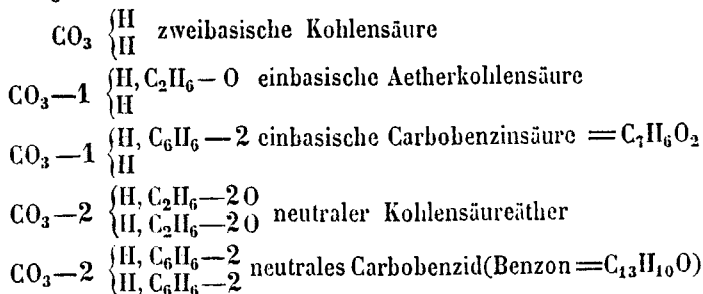 CO₃ {H
{H zweibasische Kohlensäure
CO₃—1 {H, C₂H₆—O einbasische Aetherkohlensäure
{H
CO₃—1 {H, C₆H₆—2 einbasische Carbobenzinsäure =C₇H₆O₂
{H
CO₃—2 {H, C₂H₆—2O
{H, C₂H₆—2O neutraler Kohlensäureäther
CO₃—2 {H, C₆H₆—2
{H, C₆H₆—2 neutrales Carbobenzid(Benzon=C₁₃H₁₀O)